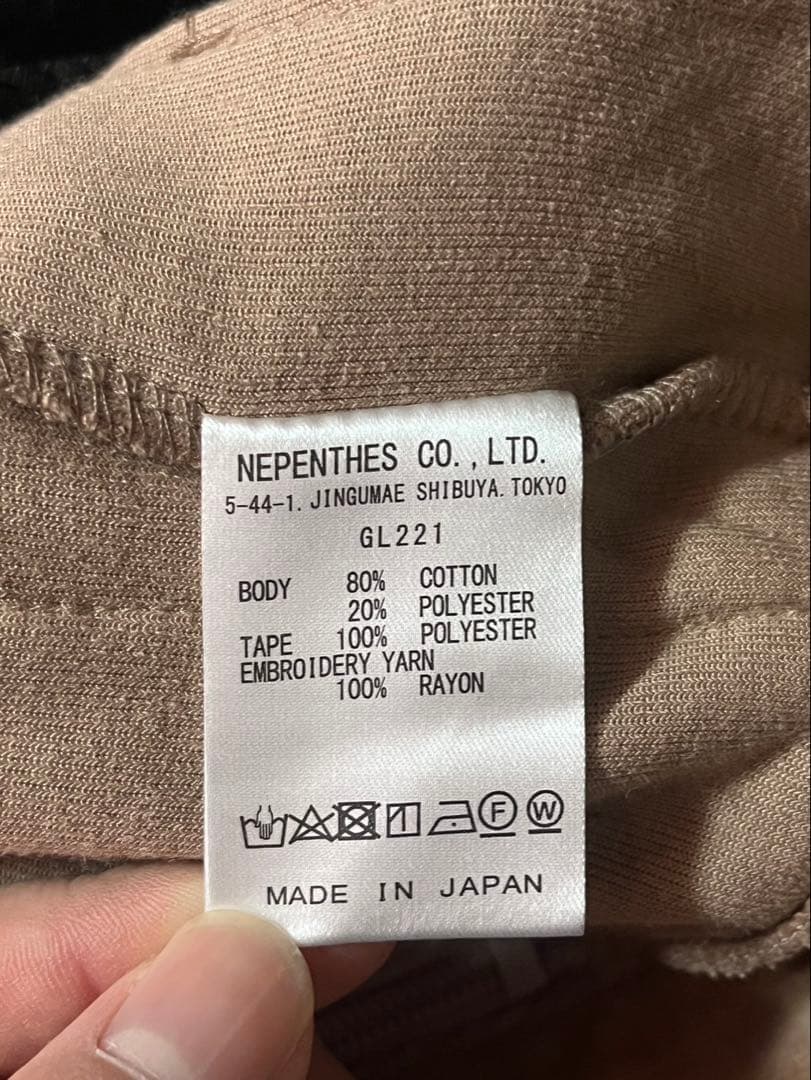 NEPENTHES CO.,LTD.
5-44-1. JINGUMAE SHIBUYA. TOKYO
GL221
BODY 80% COTTON
20% POLYESTER
TAPE 100% POLYESTER
EMBROIDERY YARN
100% RAYON
F W
MADE IN JAPAN